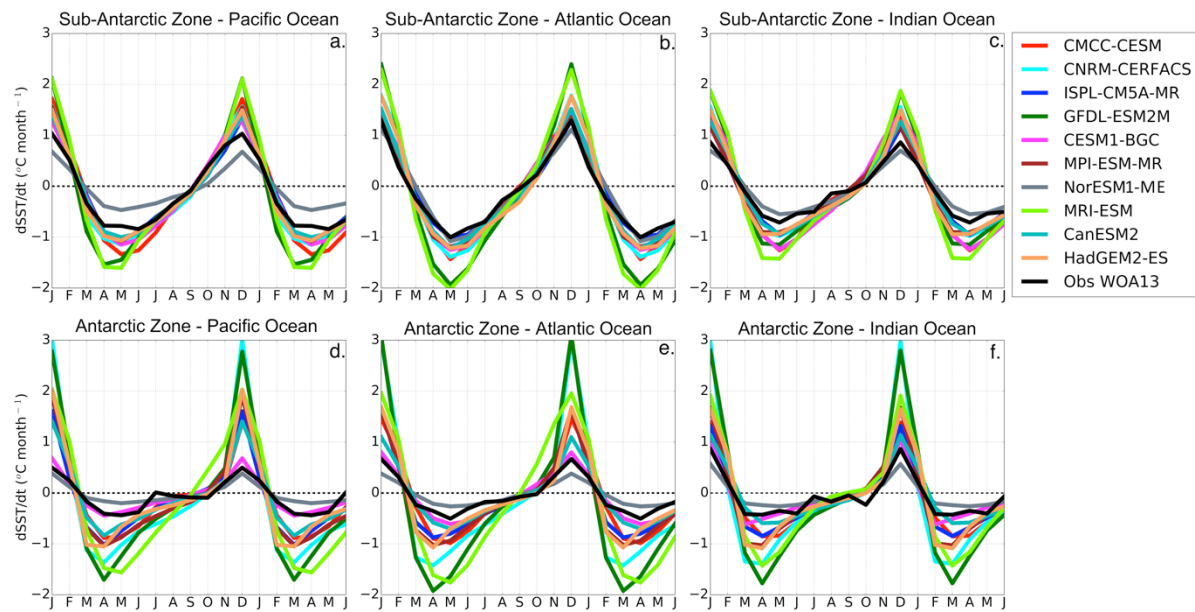 Sub-Antarctic Zone - Pacific Ocean
Sub-Antarctic Zone - Atlantic Ocean
Sub-Antarctic Zone - Indian Ocean
a.
b.
c.
3
2
1
0
−1
−2
dSST/dt (°C month⁻¹)
J F M A M J J A S O N D J F M A M J
J F M A M J J A S O N D J F M A M J
J F M A M J J A S O N D J F M A M J
CMCC-CESM
CNRM-CERFACS
ISPL-CM5A-MR
GFDL-ESM2M
CESM1-BGC
MPI-ESM-MR
NorESM1-ME
MRI-ESM
CanESM2
HadGEM2-ES
Obs WOA13
Antarctic Zone - Pacific Ocean
Antarctic Zone - Atlantic Ocean
Antarctic Zone - Indian Ocean
d.
e.
f.
3
2
1
0
−1
−2
dSST/dt (°C month⁻¹)
J F M A M J J A S O N D J F M A M J
J F M A M J J A S O N D J F M A M J
J F M A M J J A S O N D J F M A M J